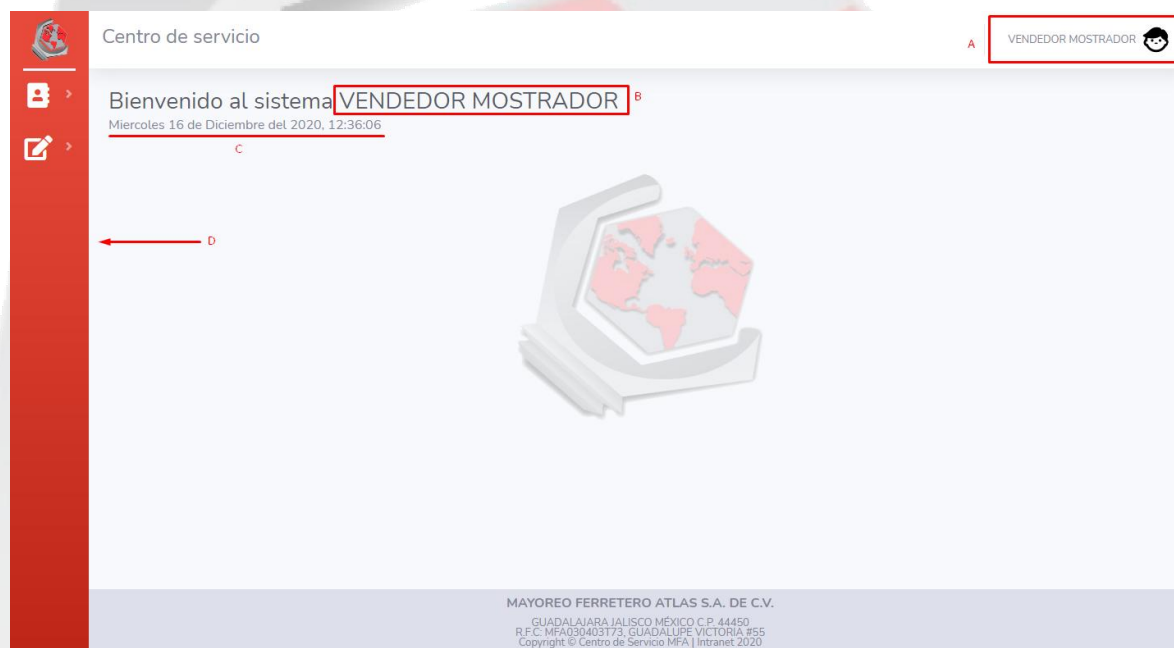 Centro de servicio
A
VENDEDOR MOSTRADOR
Bienvenido al sistema VENDEDOR MOSTRADOR
B
Miercoles 16 de Diciembre del 2020, 12:36:06
C
D
MAYOREO FERRETERO ATLAS S.A. DE C.V.
GUADALAJARA JALISCO MÉXICO C.P. 44450
R.F.C: MFA030403T73, GUADALUPE VICTORIA #55
Copyright © Centro de Servicio MFA | Intranet 2020